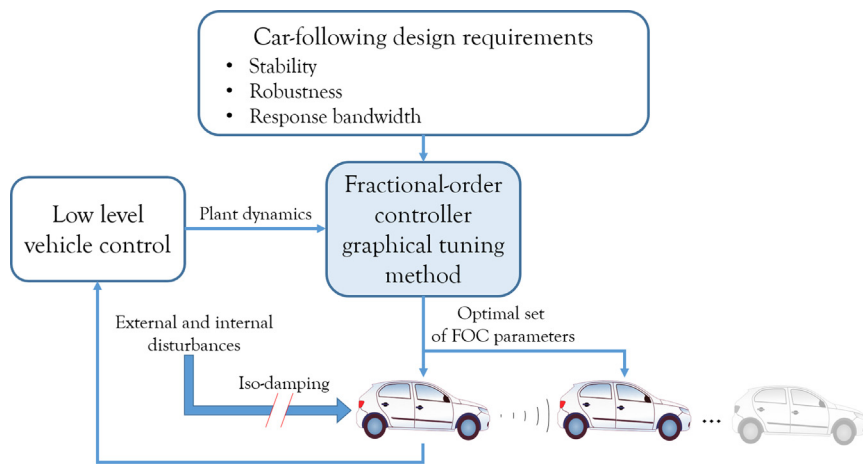 Car-following design requirements
• Stability
• Robustness
• Response bandwidth
Low level
vehicle control
Plant dynamics
Fractional-order
controller
graphical tuning
method
External and internal
disturbances
Optimal set
of FOC parameters
Iso-damping
...